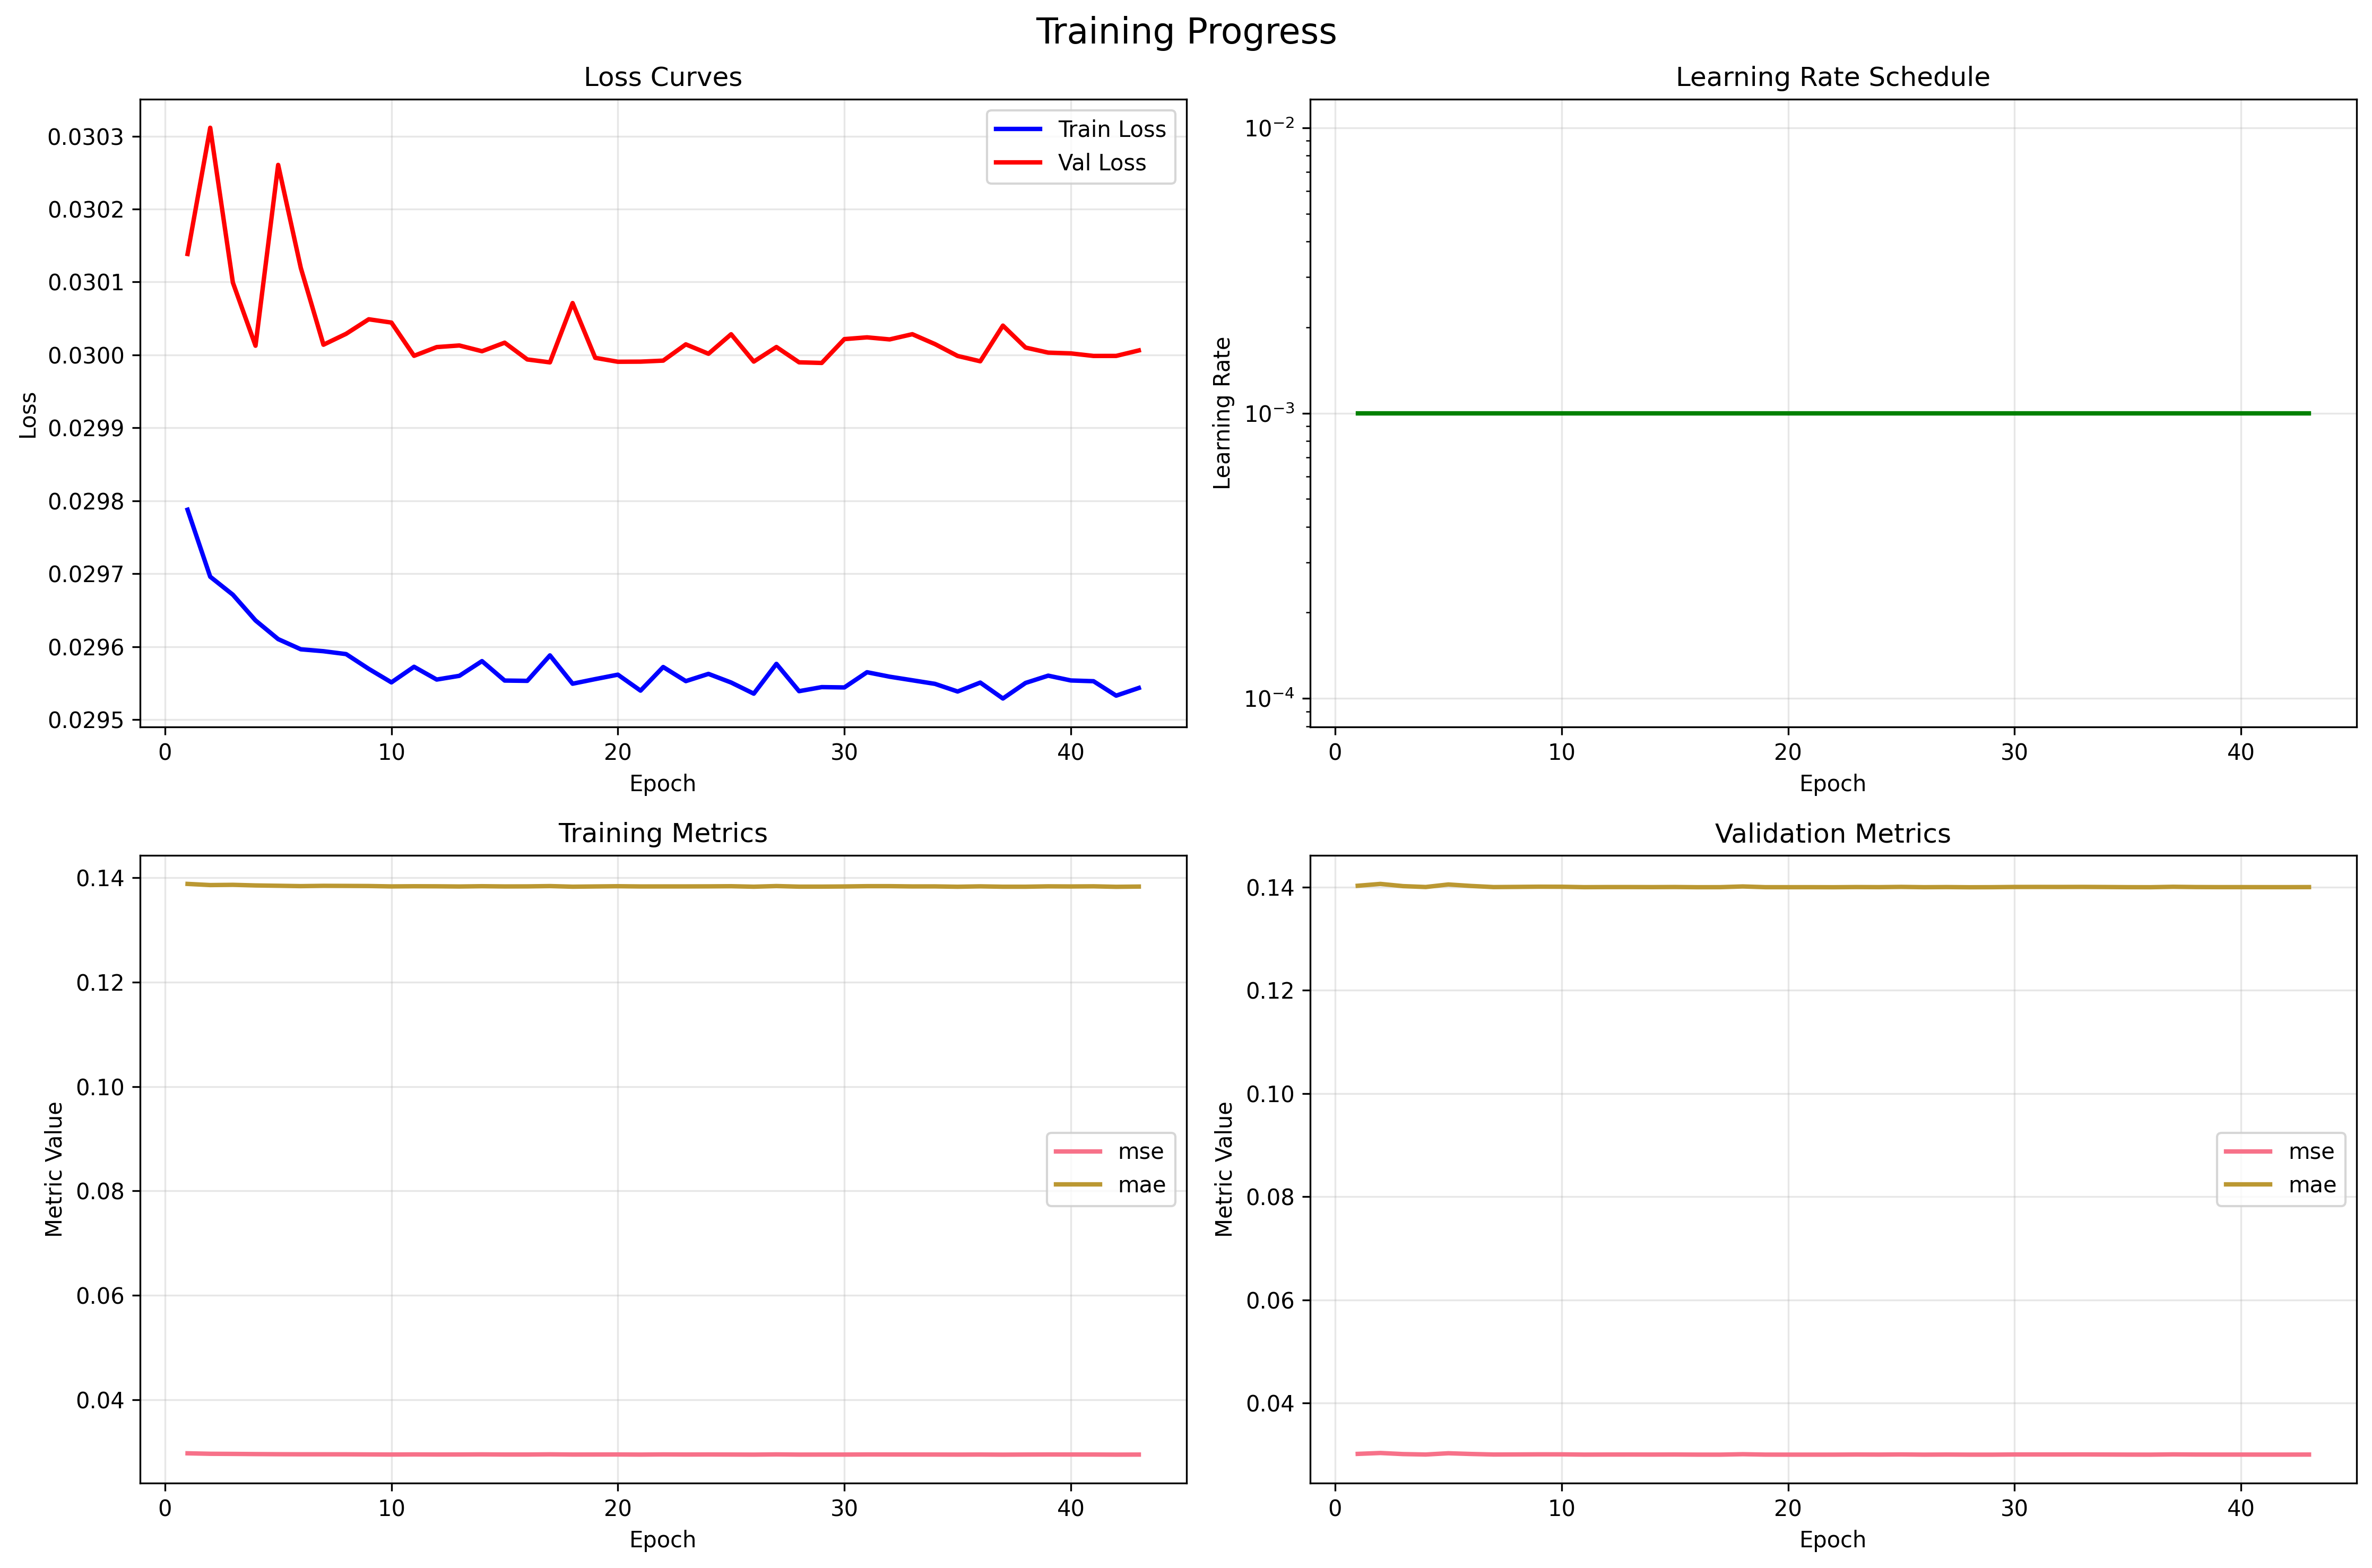 Training Progress
Loss Curves
0.0303
0.0302
0.0301
0.0300
0.0299
0.0298
0.0297
0.0296
0.0295
Loss
0 10 20 30 40
Epoch
Train Loss
Val Loss
Learning Rate Schedule
10⁻²
10⁻³
10⁻⁴
Learning Rate
0 10 20 30 40
Epoch
Training Metrics
0.14
0.12
0.10
0.08
0.06
0.04
Metric Value
0 10 20 30 40
Epoch
mse
mae
Validation Metrics
0.14
0.12
0.10
0.08
0.06
0.04
Metric Value
0 10 20 30 40
Epoch
mse
mae